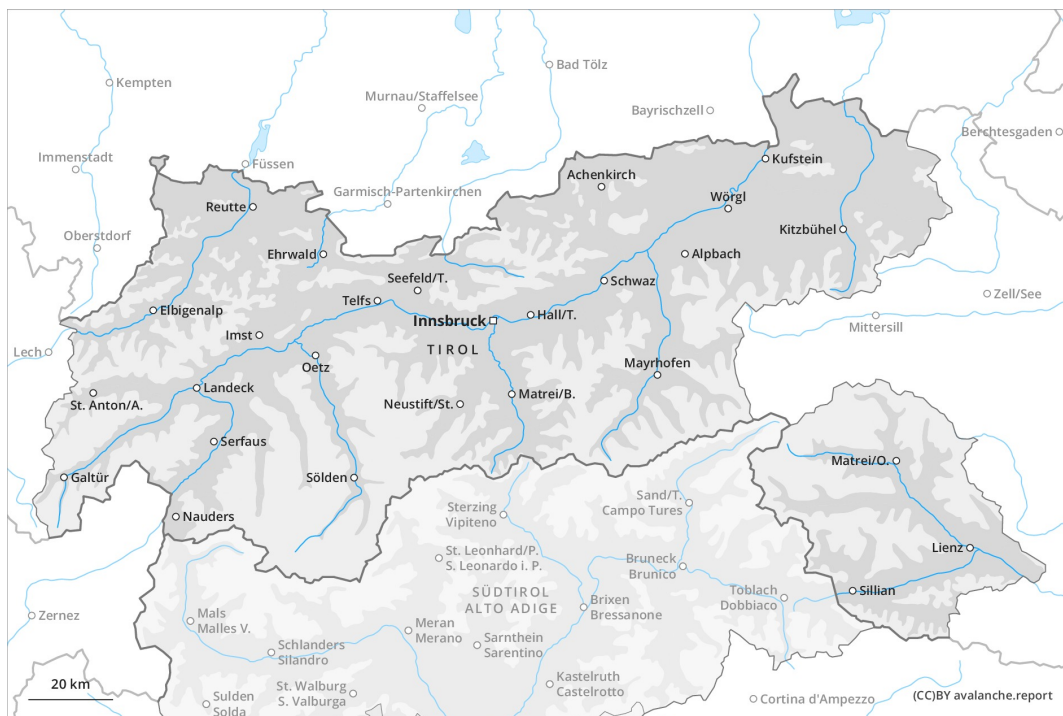 Kempten
Bad Tölz
Murnau/Staffelsee
Bayrischzell
Berchtesgaden
Immenstadt
Füssen
Kufstein
Achenkirch
Garmisch-Partenkirchen
Reutte
Wörgl
Oberstdorf
Kitzbühel
Ehrwald
Alpbach
Seefeld/T.
Schwaz
Zell/See
Telfs
Elbigenalp
Hall/T.
Innsbruck
Mittersill
Imst
TIROL
Lech
Oetz
Mayrhofen
Landeck
St. Anton/A.
Neustift/St.
Matrei/B.
Serfaus
Matrei/O.
Galtür
Sölden
Sand/T.
Campo Tures
Sterzing
Vipiteno
Nauders
Lienz
St. Leonhard/P.
S. Leonardo i. P.
Bruneck
Brunico
Sillian
SÜDTIROL
ALTO ADIGE
Toblach
Dobbiaco
Brixen
Bressanone
Zernez
Mals
Malles V.
Meran
Merano
Sarnthein
Sarentino
Schlanders
Silandro
Kastelruth
Castelrotto
20 km
St. Walburg
S. Valburga
Sulden
Solda
Cortina d'Ampezzo
(CC)BY avalanche.report